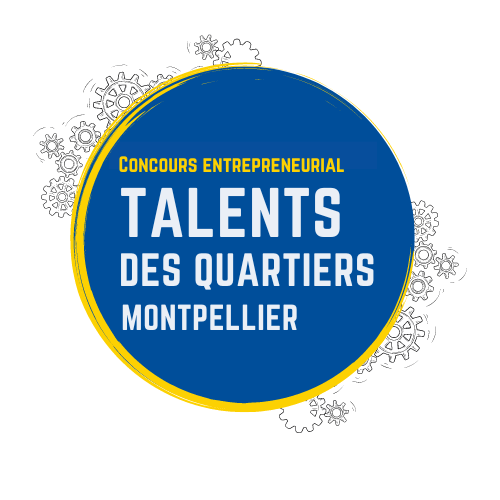 Concours entrepreneurial
TALENTS
DES QUARTIERS
MONTPELLIER